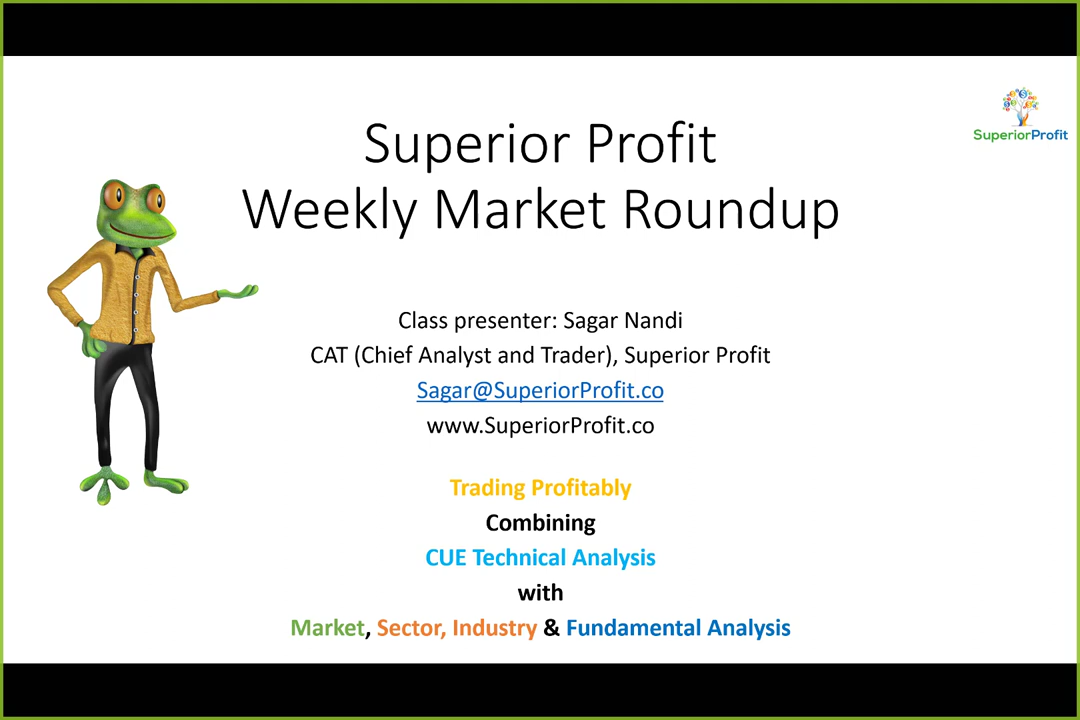 SuperiorProfit
Superior Profit
Weekly Market Roundup
Class presenter: Sagar Nandi
CAT (Chief Analyst and Trader), Superior Profit
Sagar@SuperiorProfit.co
www.SuperiorProfit.co
Trading Profitably
Combining
CUE Technical Analysis
with
Market, Sector, Industry & Fundamental Analysis